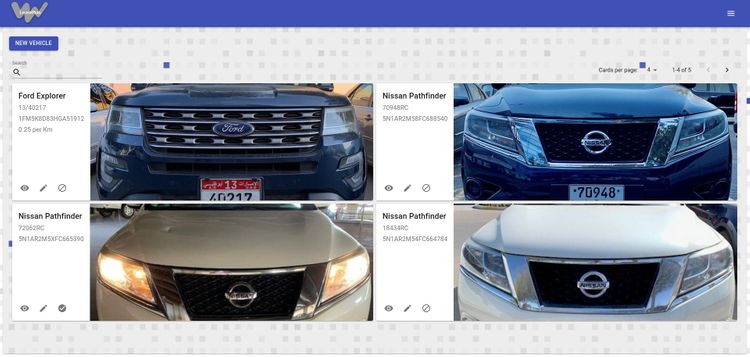 NEW VEHICLE
Search
Cards per page: 4 1-4 of 5
Ford Explorer
13/40217
1FM5K8D83HGA51912
0.25 per Km
Ford
13
40217
Nissan Pathfinder
70948RC
5N1AR2M58FC688540
NISSAN
70948
Nissan Pathfinder
72062RC
5N1AR2M5XFC665390
NISSAN
Nissan Pathfinder
18434RC
5N1AR2M54FC664784
NISSAN